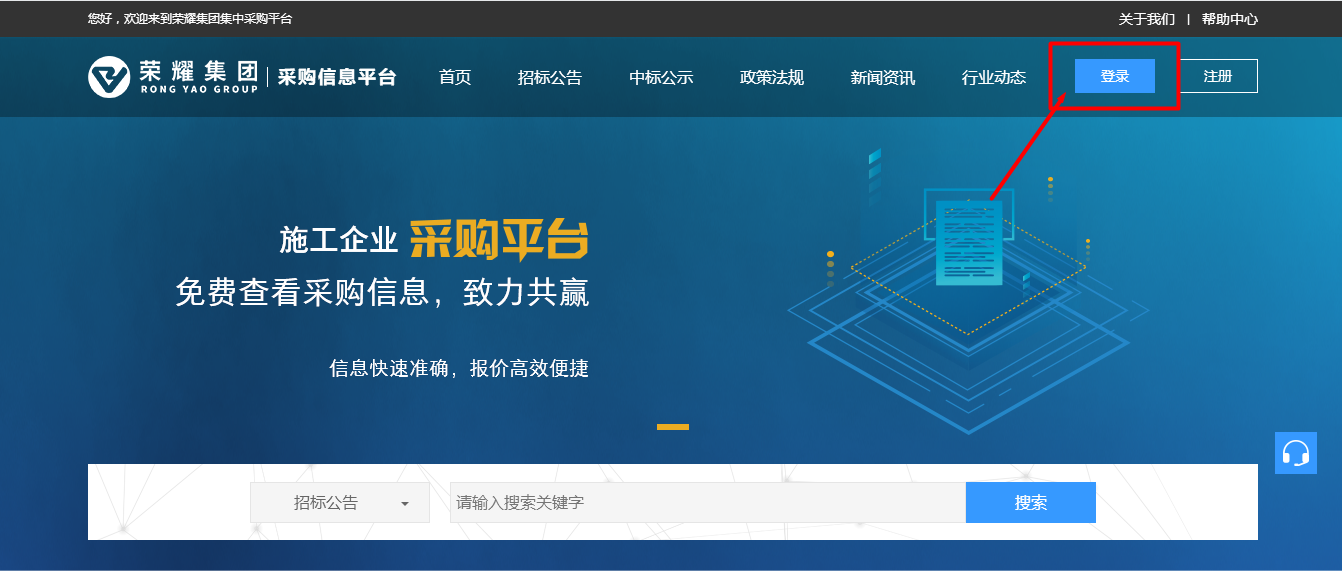 您好，欢迎来到荣耀集团集中采购平台
关于我们 | 帮助中心
荣耀集团 采购信息平台
RONG YAO GROUP
首页 招标公告 中标公示 政策法规 新闻资讯 行业动态 登录 注册
施工企业 采购平台
免费查看采购信息，致力共赢
信息快速准确，报价高效便捷
招标公告 请输入搜索关键字 搜索